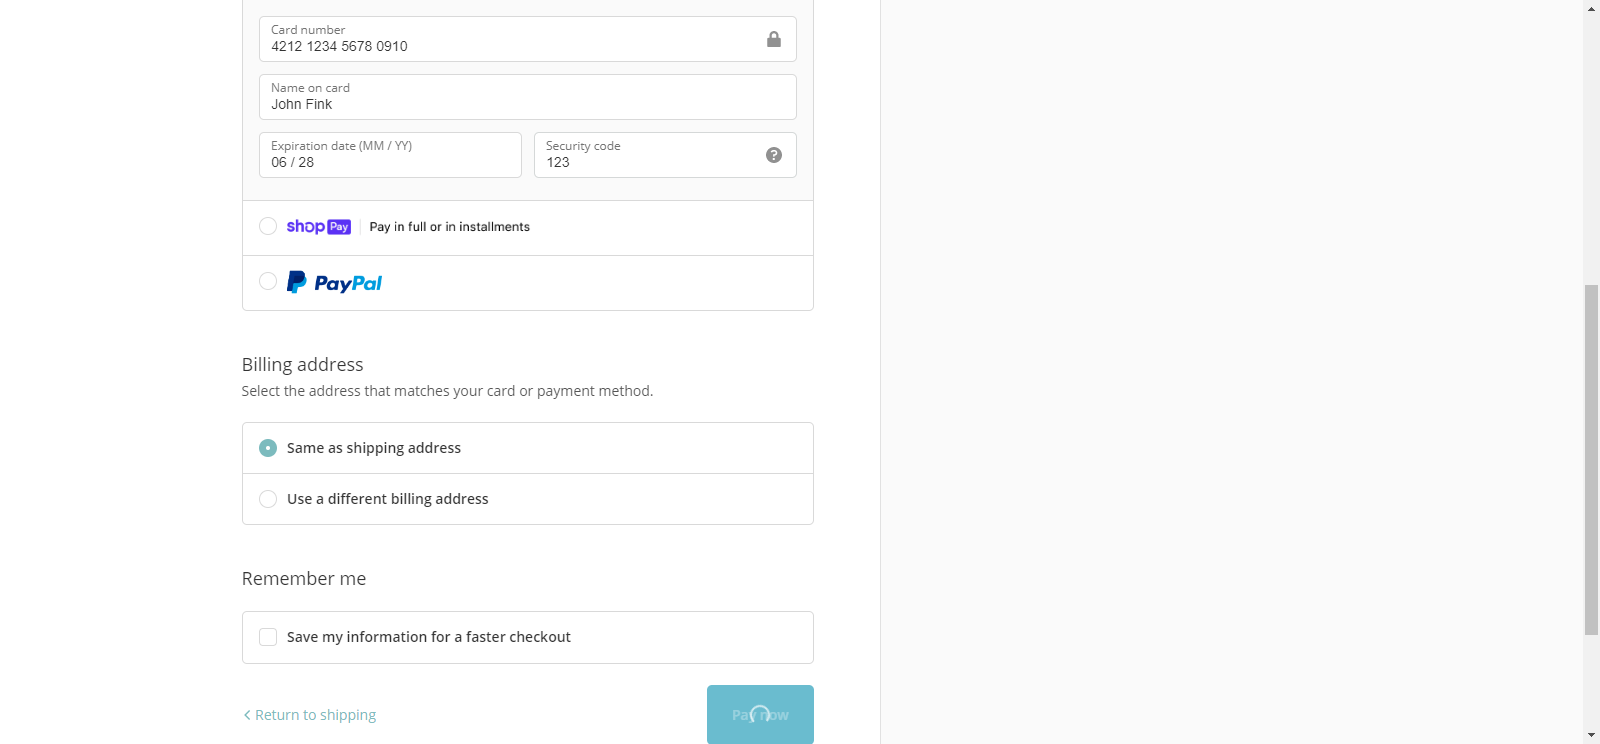 Card number
4212 1234 5678 0910
Name on card
John Fink
Expiration date (MM / YY)
06 / 28
Security code
123
?
shop Pay Pay in full or in installments
PayPal
Billing address
Select the address that matches your card or payment method.
Same as shipping address
Use a different billing address
Remember me
Save my information for a faster checkout
< Return to shipping
Pay now